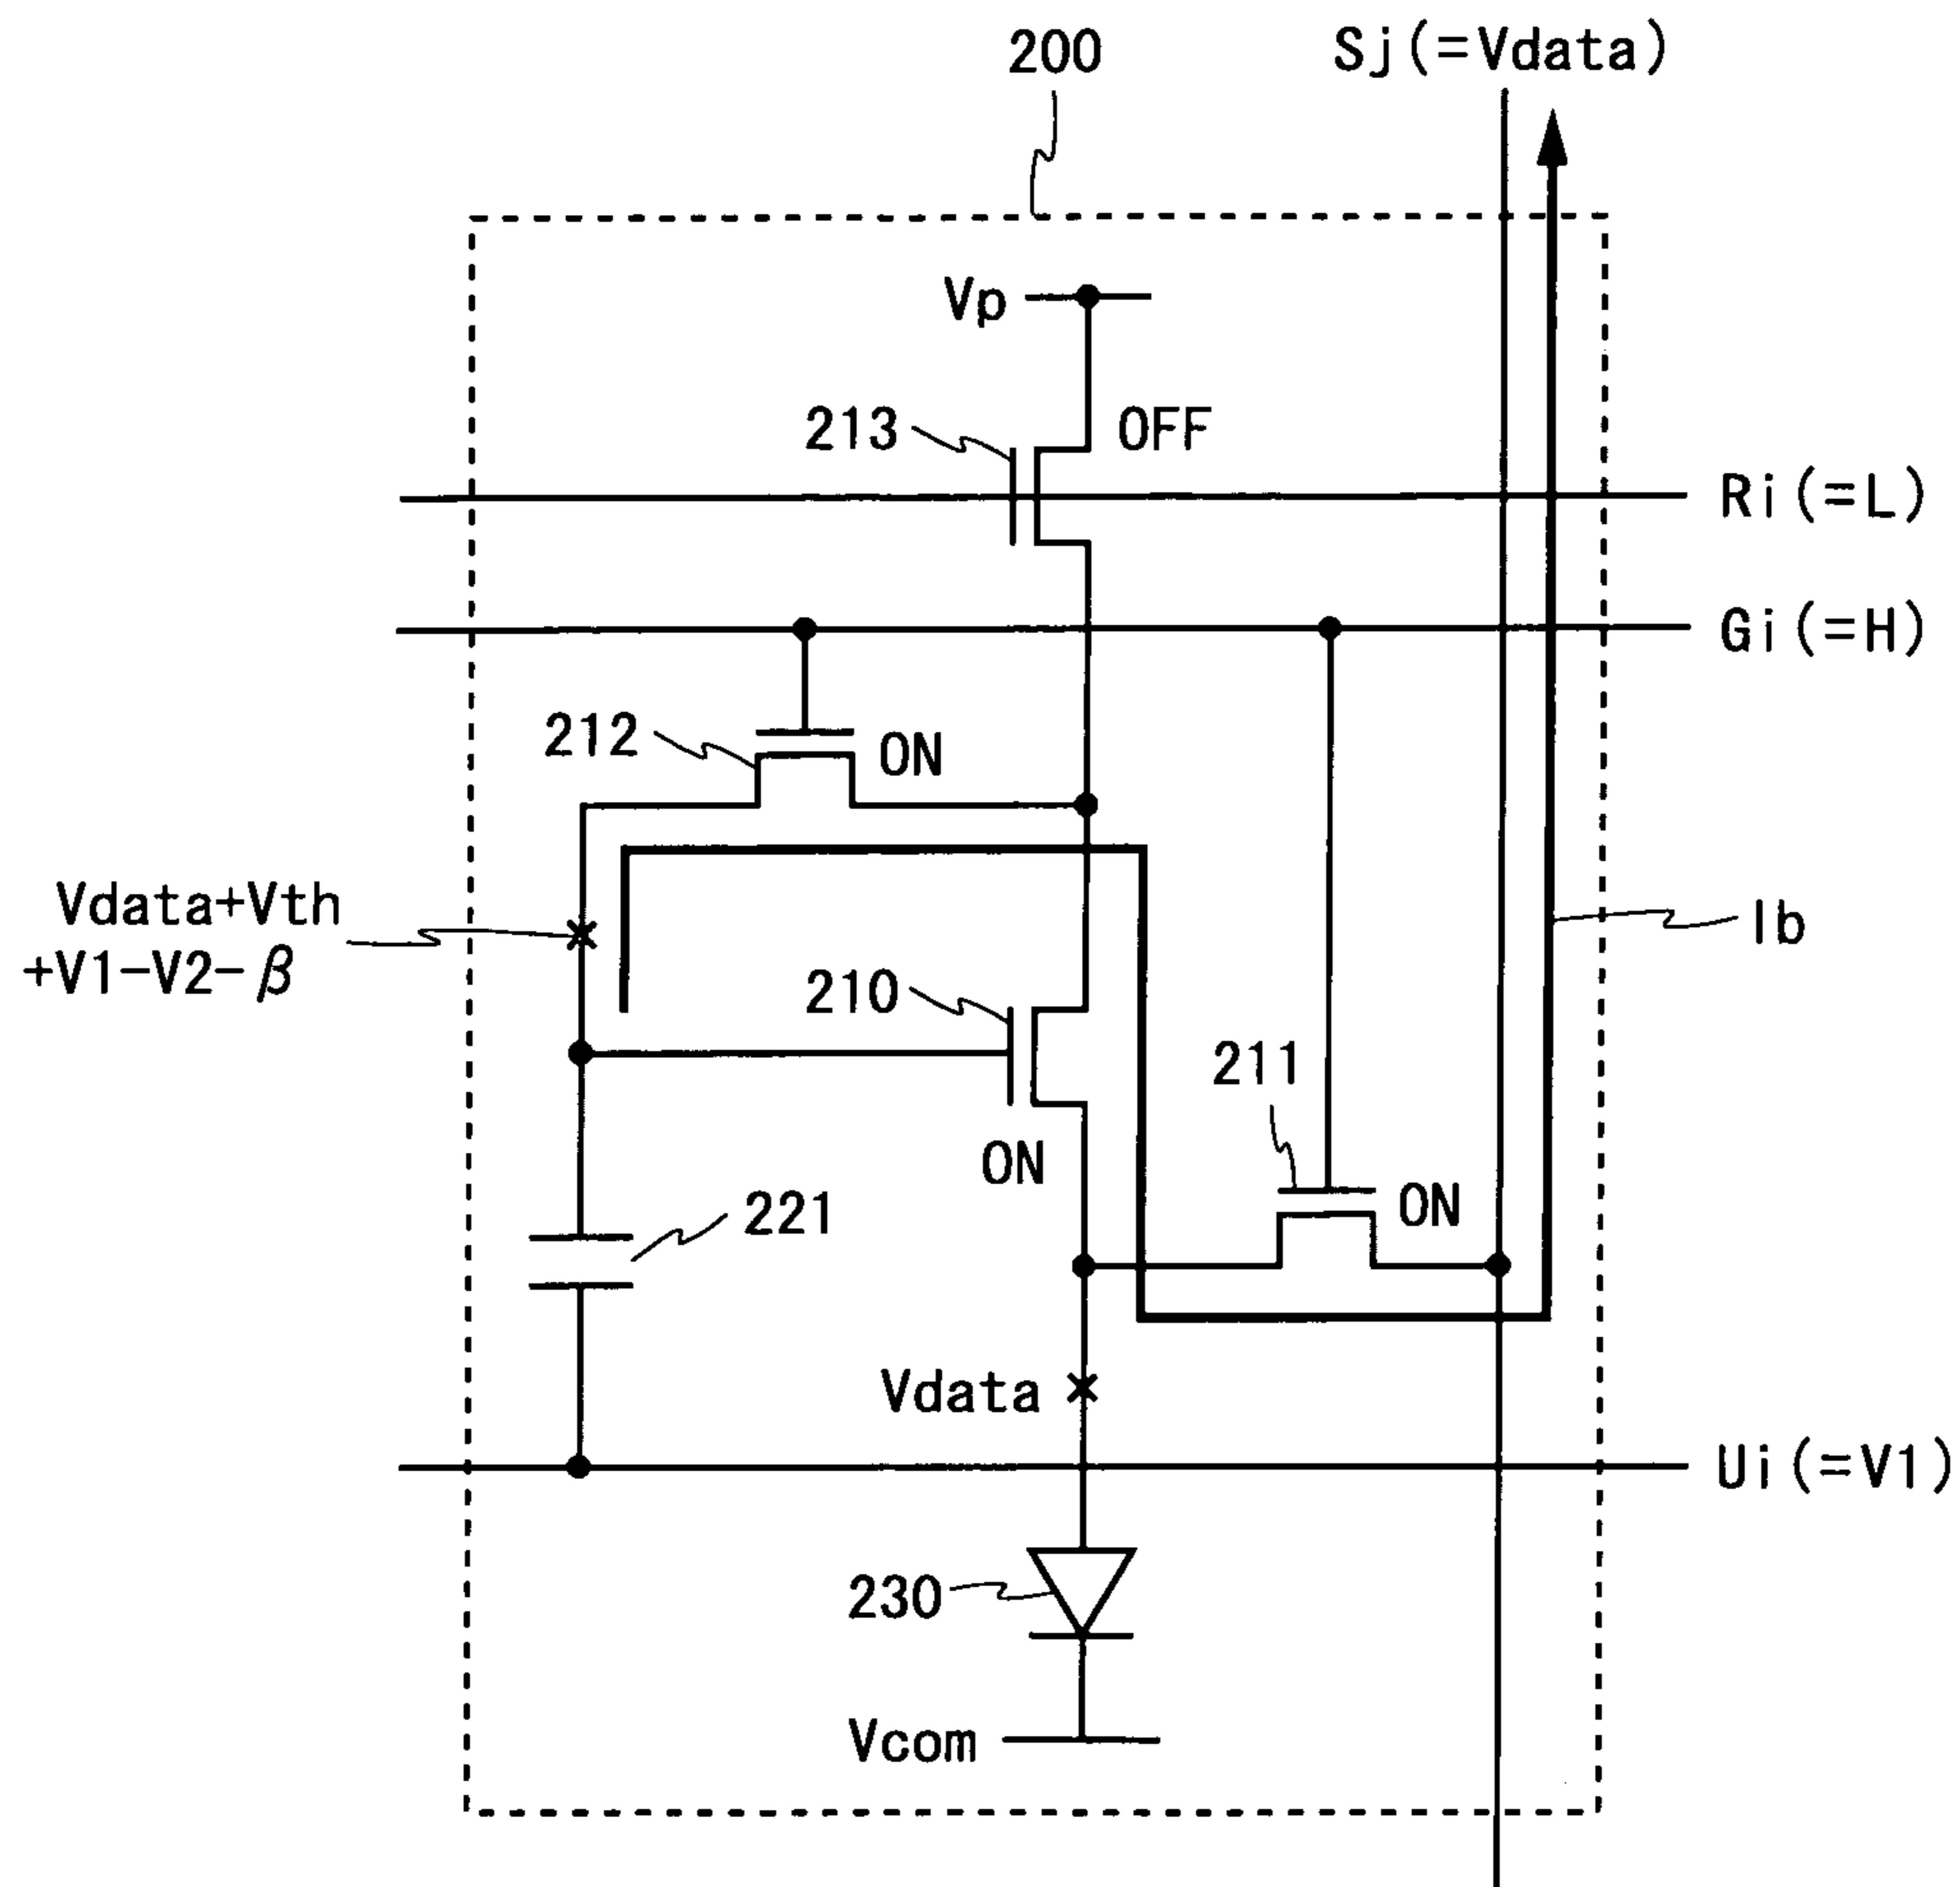 200
Sj(=Vdata)
Vp
213
OFF
Ri(=L)
Gi(=H)
212
ON
Vdata+Vth
+V1-V2-β
Ib
210
211
ON
ON
221
Vdata
Ui(=V1)
230
Vcom